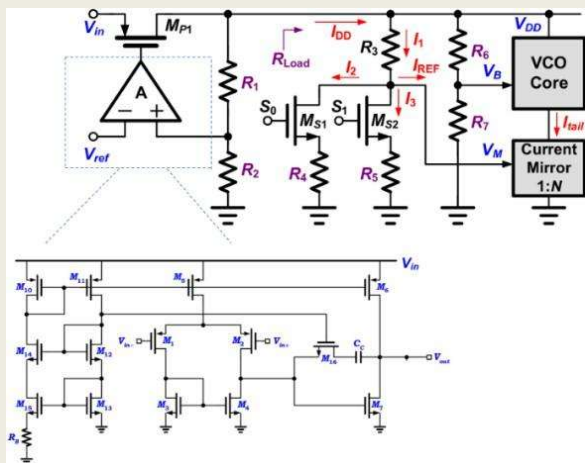 V_in
M_P1
A
− +
V_ref
R_1
R_2
R_Load
I_DD
R_3
I_1
I_2
I_REF
I_3
S_0
M_S1
S_1
M_S2
R_4
R_5
R_6
V_B
R_7
V_M
V_DD
VCO
Core
I_tail
Current
Mirror
1:N
V_in
M_10
M_11
M_5
M_6
M_14
M_12
V_in-
M_1
M_2
V_in+
M_16
C_C
V_out
M_15
M_13
M_3
M_4
M_7
R_B